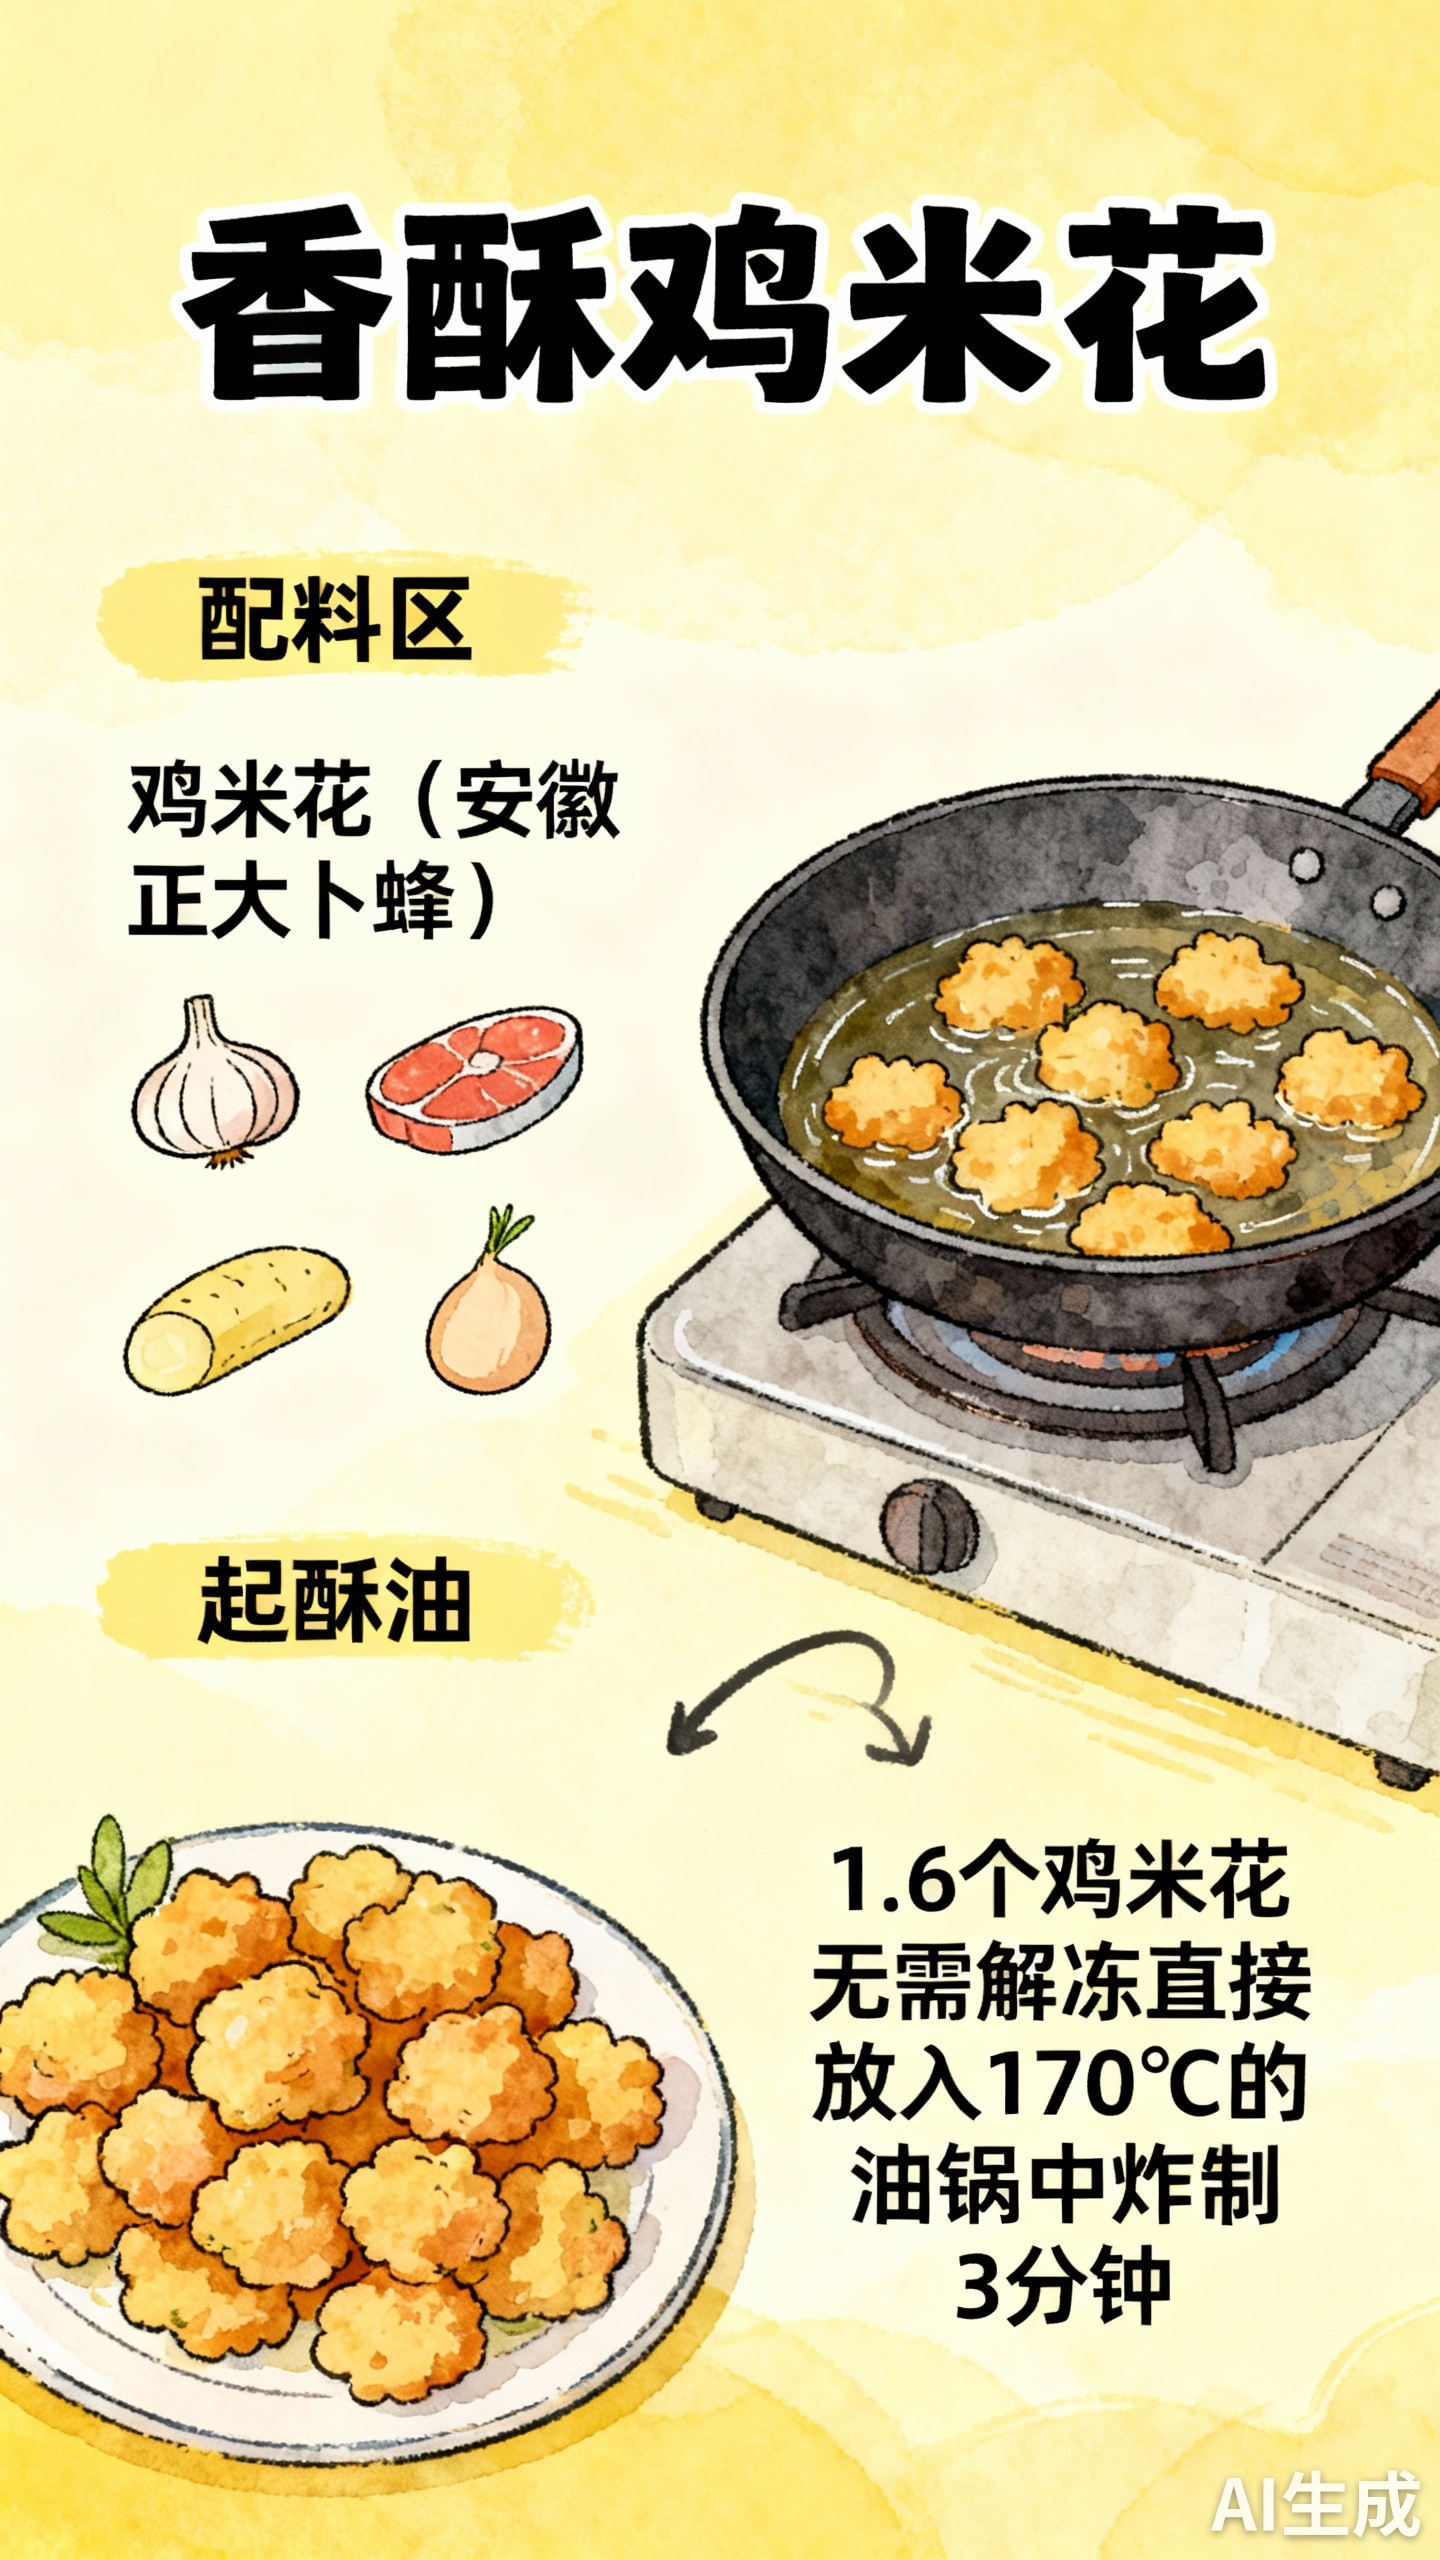 香酥鸡米花
配料区
鸡米花（安徽
正大卜蜂）
起酥油
1.6个鸡米花
无需解冻直接
放入170℃的
油锅中炸制
3分钟
AI生成